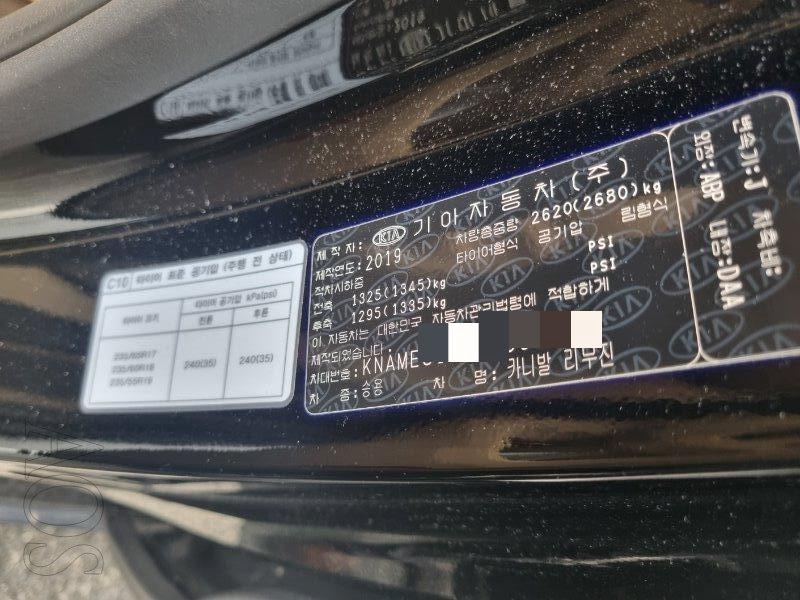 C10 타이어 표준 공기압 (주행 전 상태)
타이어 크기
타이어 공기압 kPa(psi)
전륜
후륜
235/65R17
235/60R18
235/55R19
240(35)
240(35)
제작자: KIA 기아자동차(주)
제작연도: 2019
차량총중량 2620(2680)kg
적차시하중
타이어형식 공기압 림형식
전축 1325(1345)kg
PSI
후축 1295(1335)kg
PSI
이 자동차는 대한민국 자동차관리법령에 적합하게
제작되었습니다.
차대번호: KNAME
차 종: 승용
차 명: 카니발 리무진
변속기: J
저축비:
외장: ABP
내장: DAA